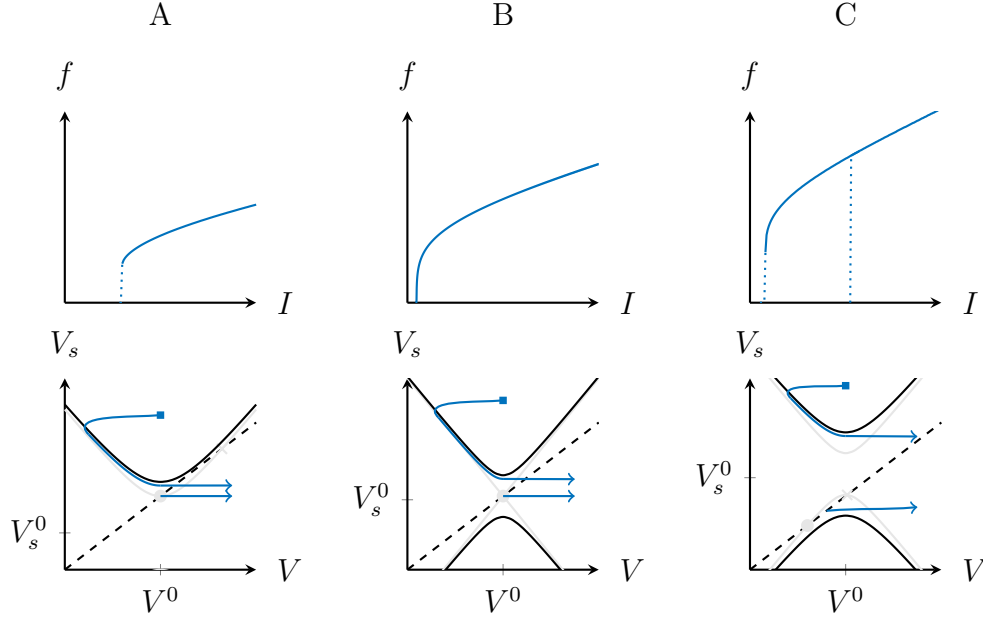 A B C
f f f
I I I
V_s V_s V_s
V_s^0 V_s^0 V_s^0
V V V
V^0 V^0 V^0